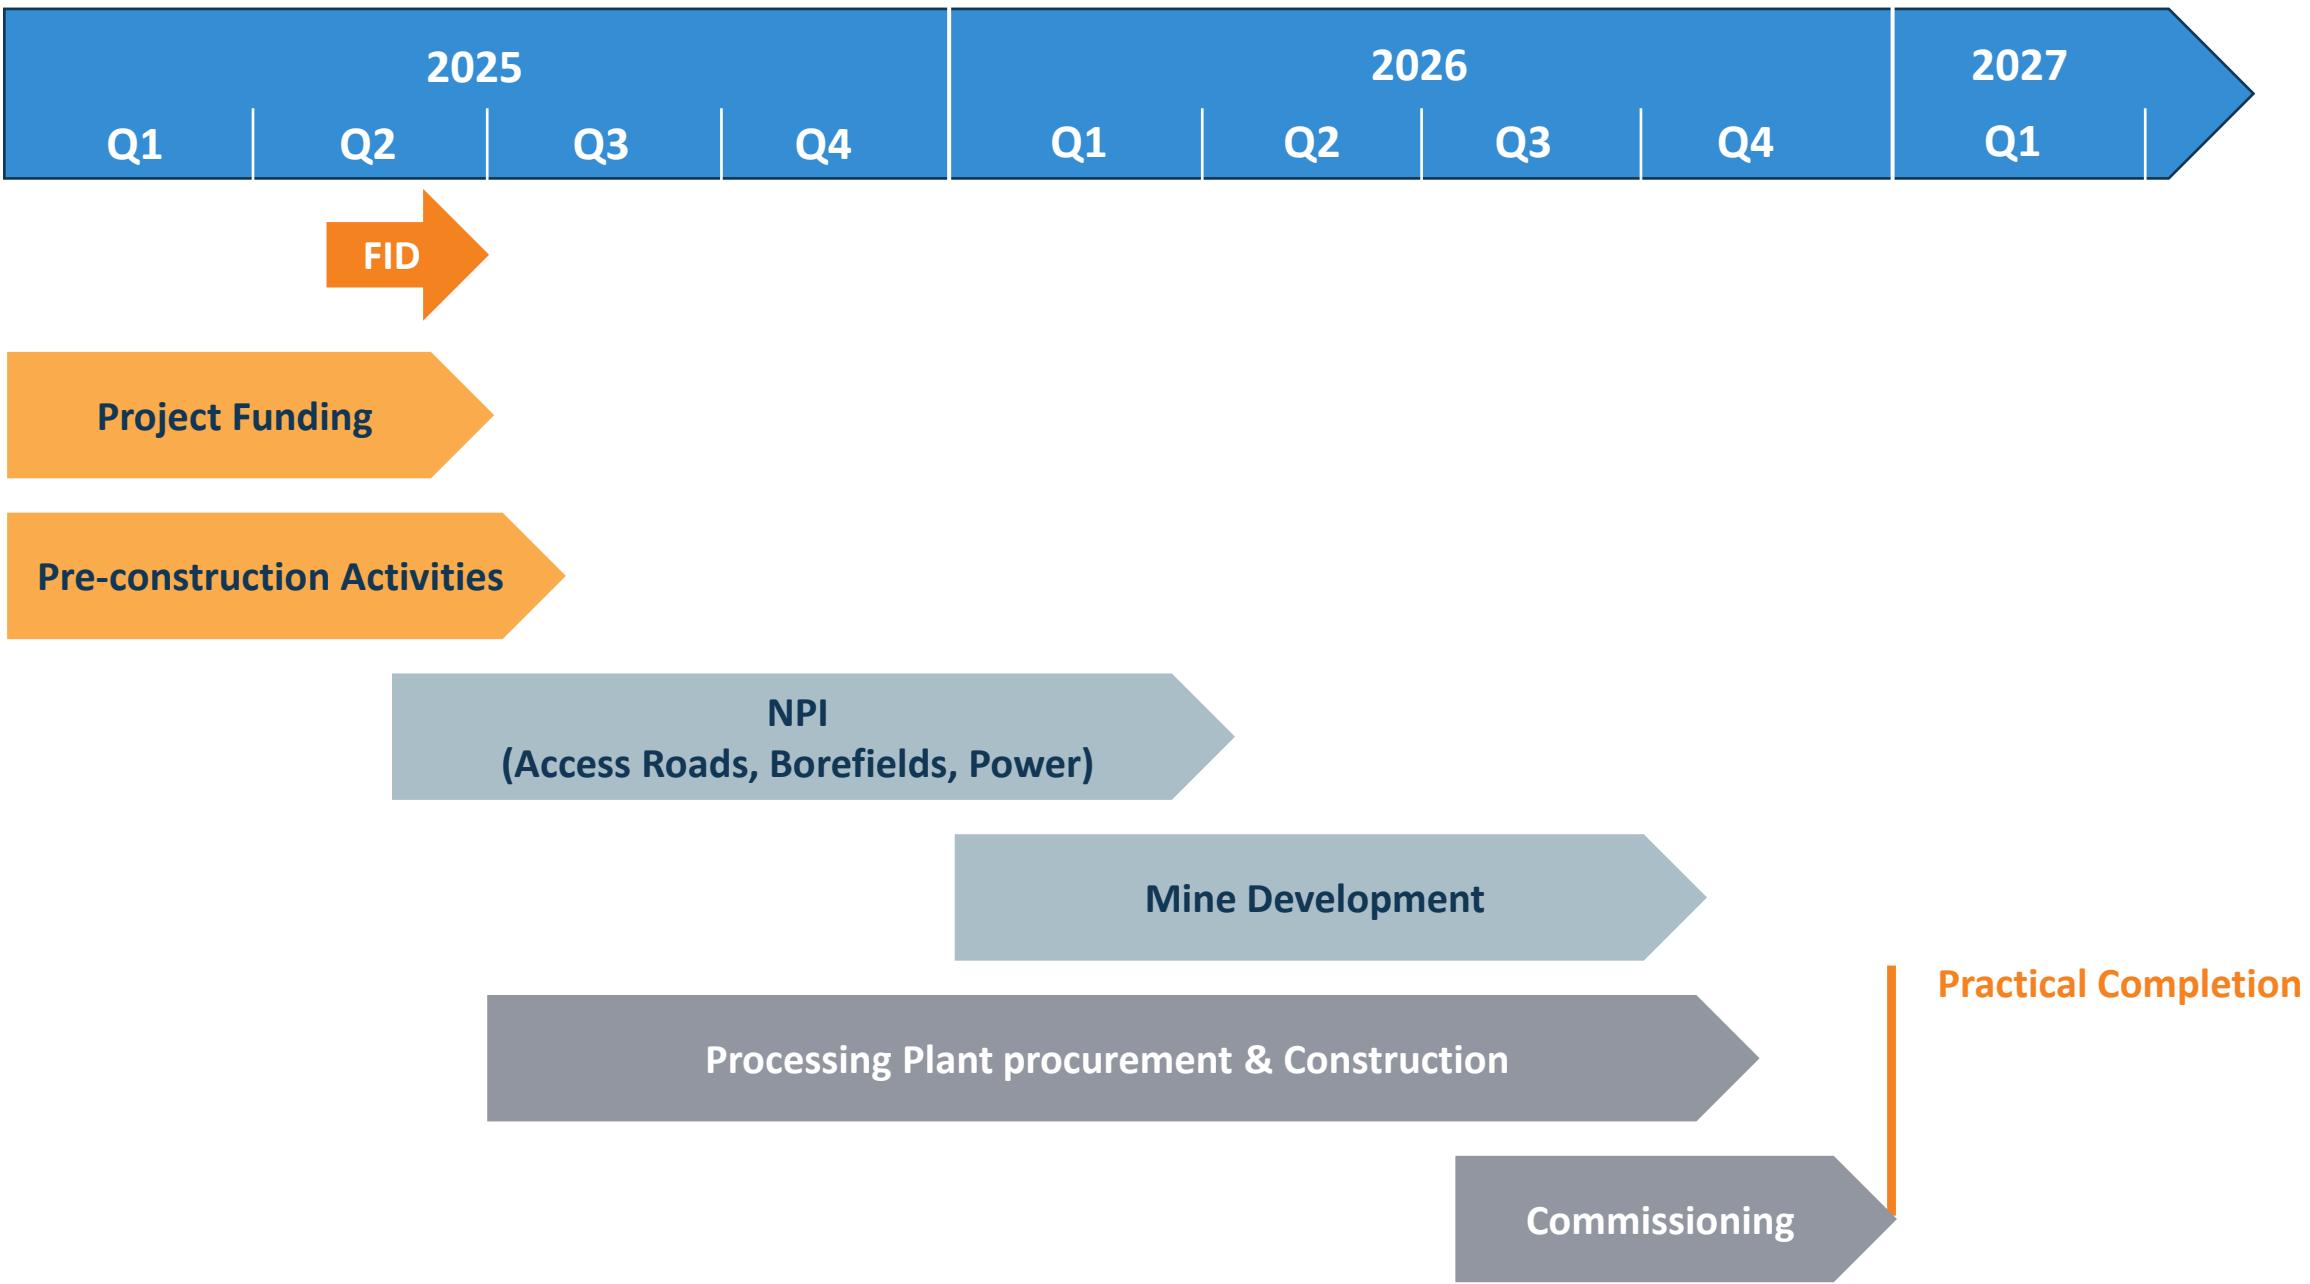 2025
2026
2027
Q1
Q2
Q3
Q4
Q1
Q2
Q3
Q4
Q1
FID
Project Funding
Pre-construction Activities
NPI
(Access Roads, Borefields, Power)
Mine Development
Practical Completion
Processing Plant procurement & Construction
Commissioning